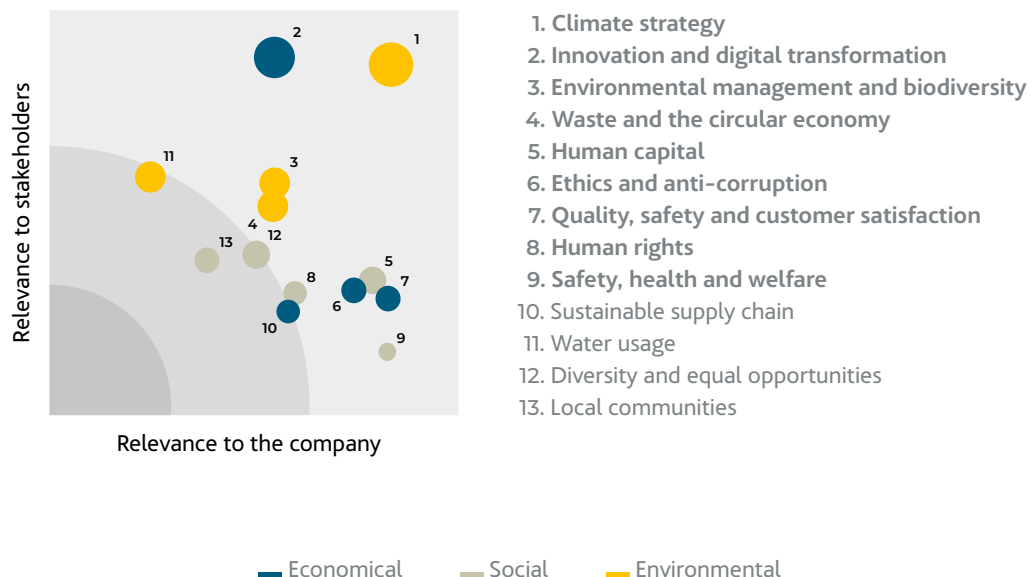 Relevance to stakeholders
2
1
11
3
4
12
13
5
8
7
6
10
9
Relevance to the company
1. Climate strategy
2. Innovation and digital transformation
3. Environmental management and biodiversity
4. Waste and the circular economy
5. Human capital
6. Ethics and anti-corruption
7. Quality, safety and customer satisfaction
8. Human rights
9. Safety, health and welfare
10. Sustainable supply chain
11. Water usage
12. Diversity and equal opportunities
13. Local communities
Economical
Social
Environmental